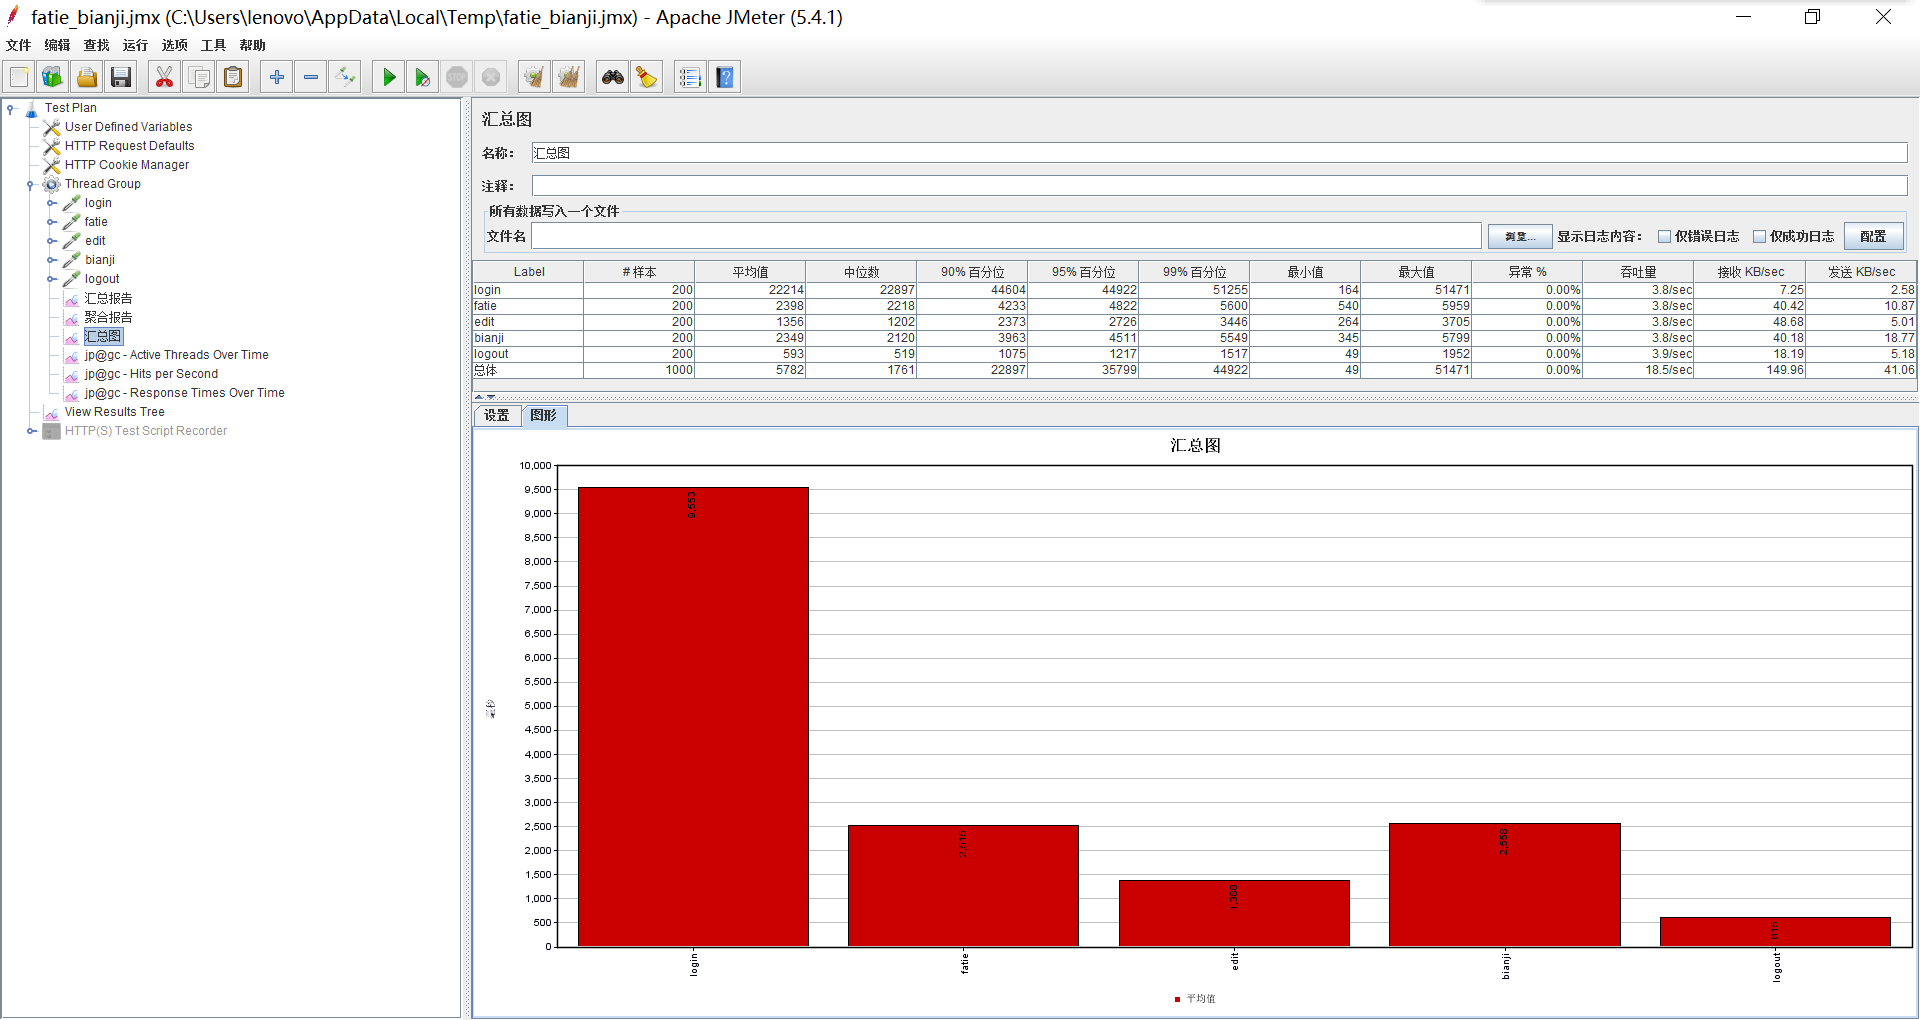 fatie_bianji.jmx (C:\Users\lenovo\AppData\Local\Temp\fatie_bianji.jmx) - Apache JMeter (5.4.1)
文件 编辑 查找 运行 选项 工具 帮助
STOP
Test Plan
User Defined Variables
HTTP Request Defaults
HTTP Cookie Manager
Thread Group
login
fatie
edit
bianji
logout
汇总报告
聚合报告
汇总图
jp@gc - Active Threads Over Time
jp@gc - Hits per Second
jp@gc - Response Times Over Time
View Results Tree
HTTP(S) Test Script Recorder
汇总图
名称： 汇总图
注释：
所有数据写入一个文件
文件名 浏览... 显示日志内容： 仅错误日志 仅成功日志 配置
Label # 样本 平均值 中位数 90% 百分位 95% 百分位 99% 百分位 最小值 最大值 异常 % 吞吐量 接收 KB/sec 发送 KB/sec
login 200 22214 22897 44604 44922 51255 164 51471 0.00% 3.8/sec 7.25 2.58
fatie 200 2398 2218 4233 4822 5600 540 5959 0.00% 3.8/sec 40.42 10.87
edit 200 1356 1202 2373 2726 3446 264 3705 0.00% 3.8/sec 48.68 5.01
bianji 200 2349 2120 3963 4511 5549 345 5799 0.00% 3.8/sec 40.18 18.77
logout 200 593 519 1075 1217 1517 49 1952 0.00% 3.9/sec 18.19 5.18
总体 1000 5782 1761 22897 35799 44922 49 51471 0.00% 18.5/sec 149.96 41.06
设置 图形
汇总图
10,000
9,500
9,000
8,500
8,000
7,500
7,000
6,500
6,000
5,500
5,000
4,500
4,000
3,500
3,000
2,500
2,000
1,500
1,000
500
0
9,553
login
fatie
edit
bianji
logout
平均值